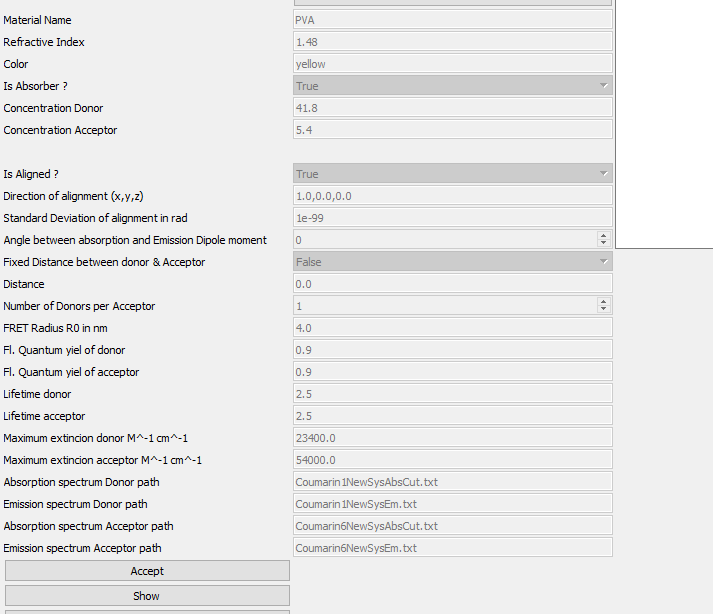 Material Name PVA
Refractive Index 1.48
Color yellow
Is Absorber ? True
Concentration Donor 41.8
Concentration Acceptor 5.4
Is Aligned ? True
Direction of alignment (x,y,z) 1.0,0.0,0.0
Standard Deviation of alignment in rad 1e-99
Angle between absorption and Emission Dipole moment 0
Fixed Distance between donor & Acceptor False
Distance 0.0
Number of Donors per Acceptor 1
FRET Radius R0 in nm 4.0
Fl. Quantum yiel of donor 0.9
Fl. Quantum yiel of acceptor 0.9
Lifetime donor 2.5
Lifetime acceptor 2.5
Maximum extincion donor M^-1 cm^-1 23400.0
Maximum extincion acceptor M^-1 cm^-1 54000.0
Absorption spectrum Donor path Coumarin1NewSysAbsCut.txt
Emission spectrum Donor path Coumarin1NewSysEm.txt
Absorption spectrum Acceptor path Coumarin6NewSysAbsCut.txt
Emission spectrum Acceptor path Coumarin6NewSysEm.txt
Accept
Show